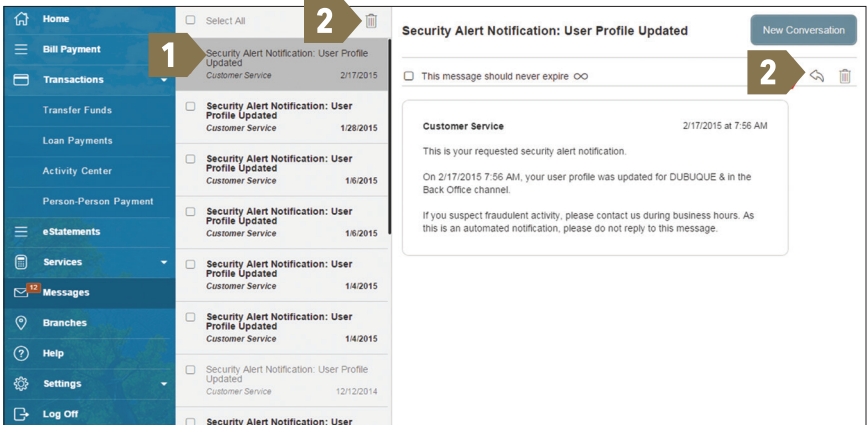 Home
Bill Payment
Transactions
Transfer Funds
Loan Payments
Activity Center
Person-Person Payment
eStatements
Services
12
Messages
Branches
Help
Settings
Log Off
Select All
2
1
Security Alert Notification: User Profile
Updated
Customer Service 2/17/2015
Security Alert Notification: User
Profile Updated
Customer Service 1/28/2015
Security Alert Notification: User
Profile Updated
Customer Service 1/6/2015
Security Alert Notification: User
Profile Updated
Customer Service 1/6/2015
Security Alert Notification: User
Profile Updated
Customer Service 1/4/2015
Security Alert Notification: User
Profile Updated
Customer Service 1/4/2015
Security Alert Notification: User Profile
Updated
Customer Service 12/12/2014
Security Alert Notification: User
Security Alert Notification: User Profile Updated
New Conversation
This message should never expire ∞
2
Customer Service 2/17/2015 at 7:56 AM
This is your requested security alert notification.
On 2/17/2015 7:56 AM, your user profile was updated for DUBUQUE & in the
Back Office channel.
If you suspect fraudulent activity, please contact us during business hours. As
this is an automated notification, please do not reply to this message.